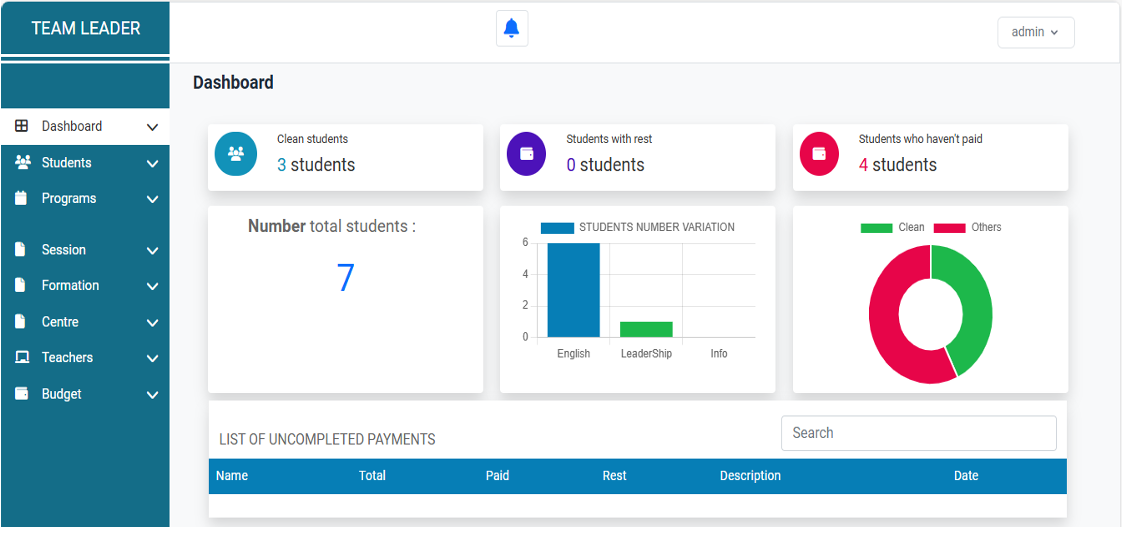 TEAM LEADER
admin
Dashboard
Dashboard
Students
Programs
Session
Formation
Centre
Teachers
Budget
Clean students
3 students
Students with rest
0 students
Students who haven't paid
4 students
Number total students :
7
STUDENTS NUMBER VARIATION
6
4
2
0
English LeaderShip Info
Clean Others
LIST OF UNCOMPLETED PAYMENTS
Search
Name Total Paid Rest Description Date